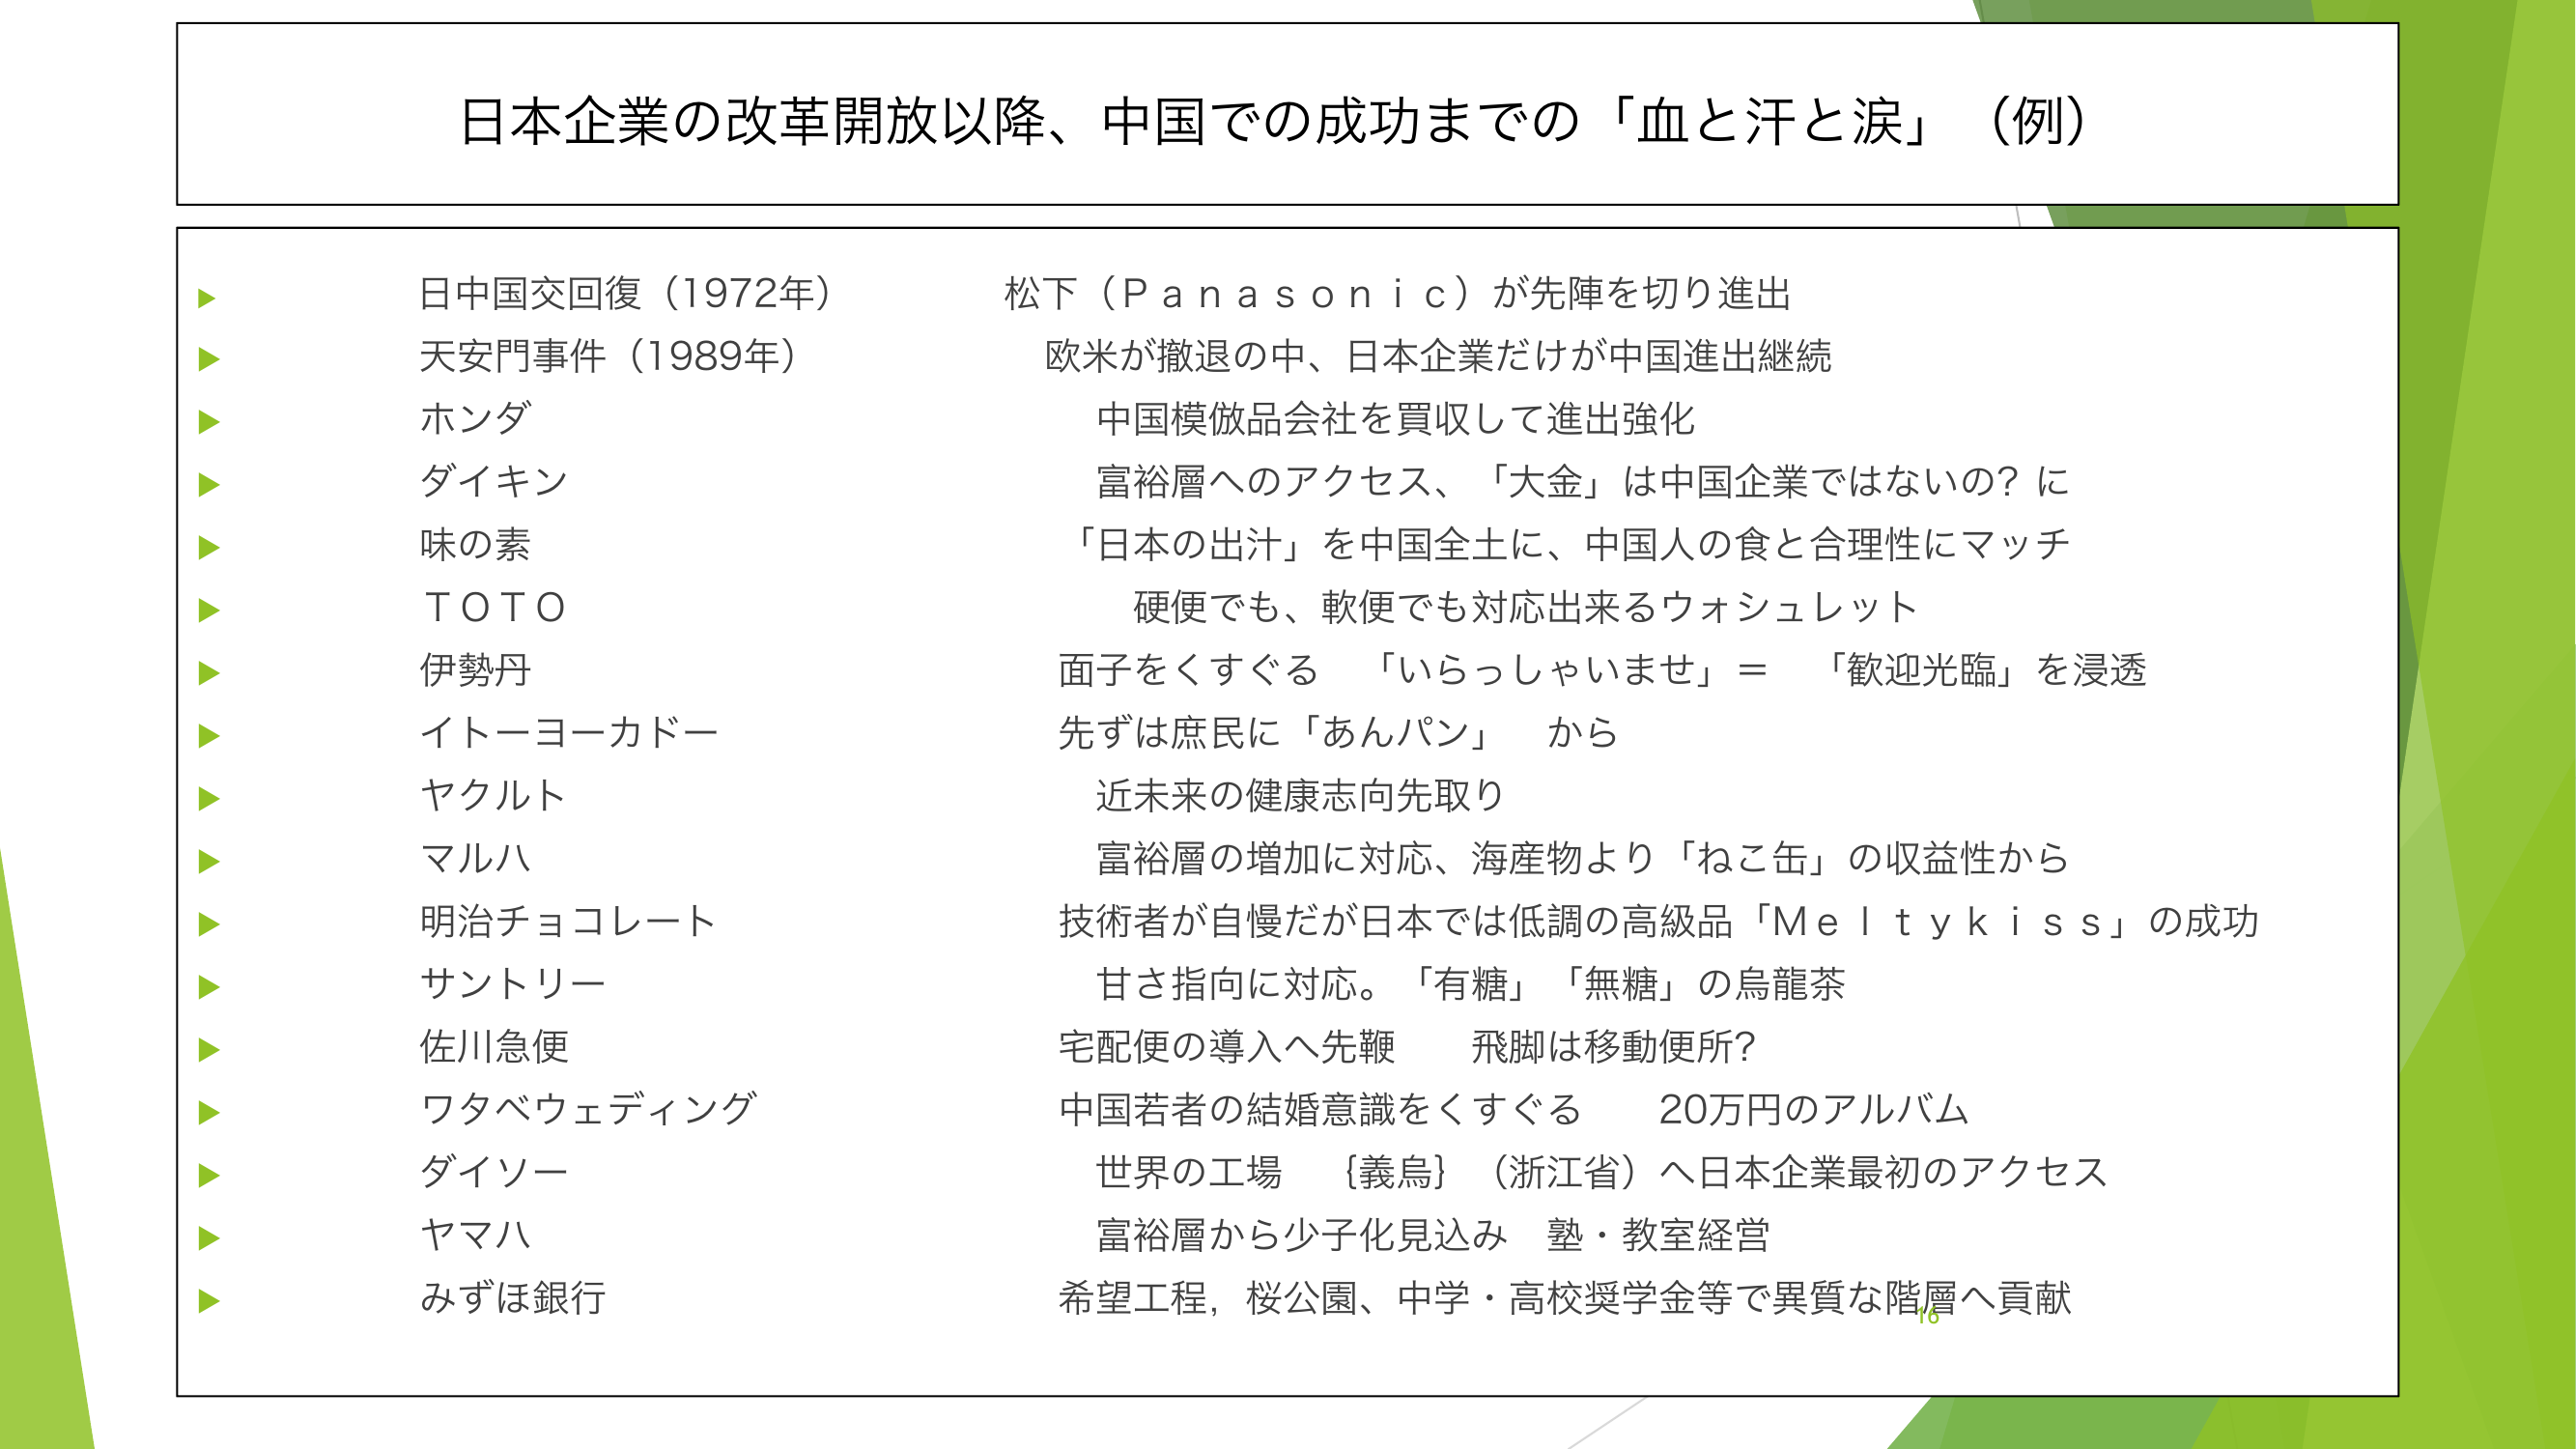 日本企業の改革開放以降、中国での成功までの「血と汗と涙」（例）
日中国交回復（1972年）　松下（Ｐａｎａｓｏｎｉｃ）が先陣を切り進出
天安門事件（1989年）　欧米が撤退の中、日本企業だけが中国進出継続
ホンダ　中国模倣品会社を買収して進出強化
ダイキン　富裕層へのアクセス、「大金」は中国企業ではないの？に
味の素　「日本の出汁」を中国全土に、中国人の食と合理性にマッチ
ＴＯＴＯ　硬便でも、軟便でも対応出来るウォシュレット
伊勢丹　面子をくすぐる　「いらっしゃいませ」＝　「歓迎光臨」を浸透
イトーヨーカドー　先ずは庶民に「あんパン」　から
ヤクルト　近未来の健康志向先取り
マルハ　富裕層の増加に対応、海産物より「ねこ缶」の収益性から
明治チョコレート　技術者が自慢だが日本では低調の高級品「Ｍｅｌｔｙｋｉｓｓ」の成功
サントリー　甘さ指向に対応。「有糖」「無糖」の烏龍茶
佐川急便　宅配便の導入へ先鞭　　飛脚は移動便所？
ワタベウェディング　中国若者の結婚意識をくすぐる　　20万円のアルバム
ダイソー　世界の工場　｛義烏｝（浙江省）へ日本企業最初のアクセス
ヤマハ　富裕層から少子化見込み　塾・教室経営
みずほ銀行　希望工程，桜公園、中学・高校奨学金等で異質な階層へ貢献
16